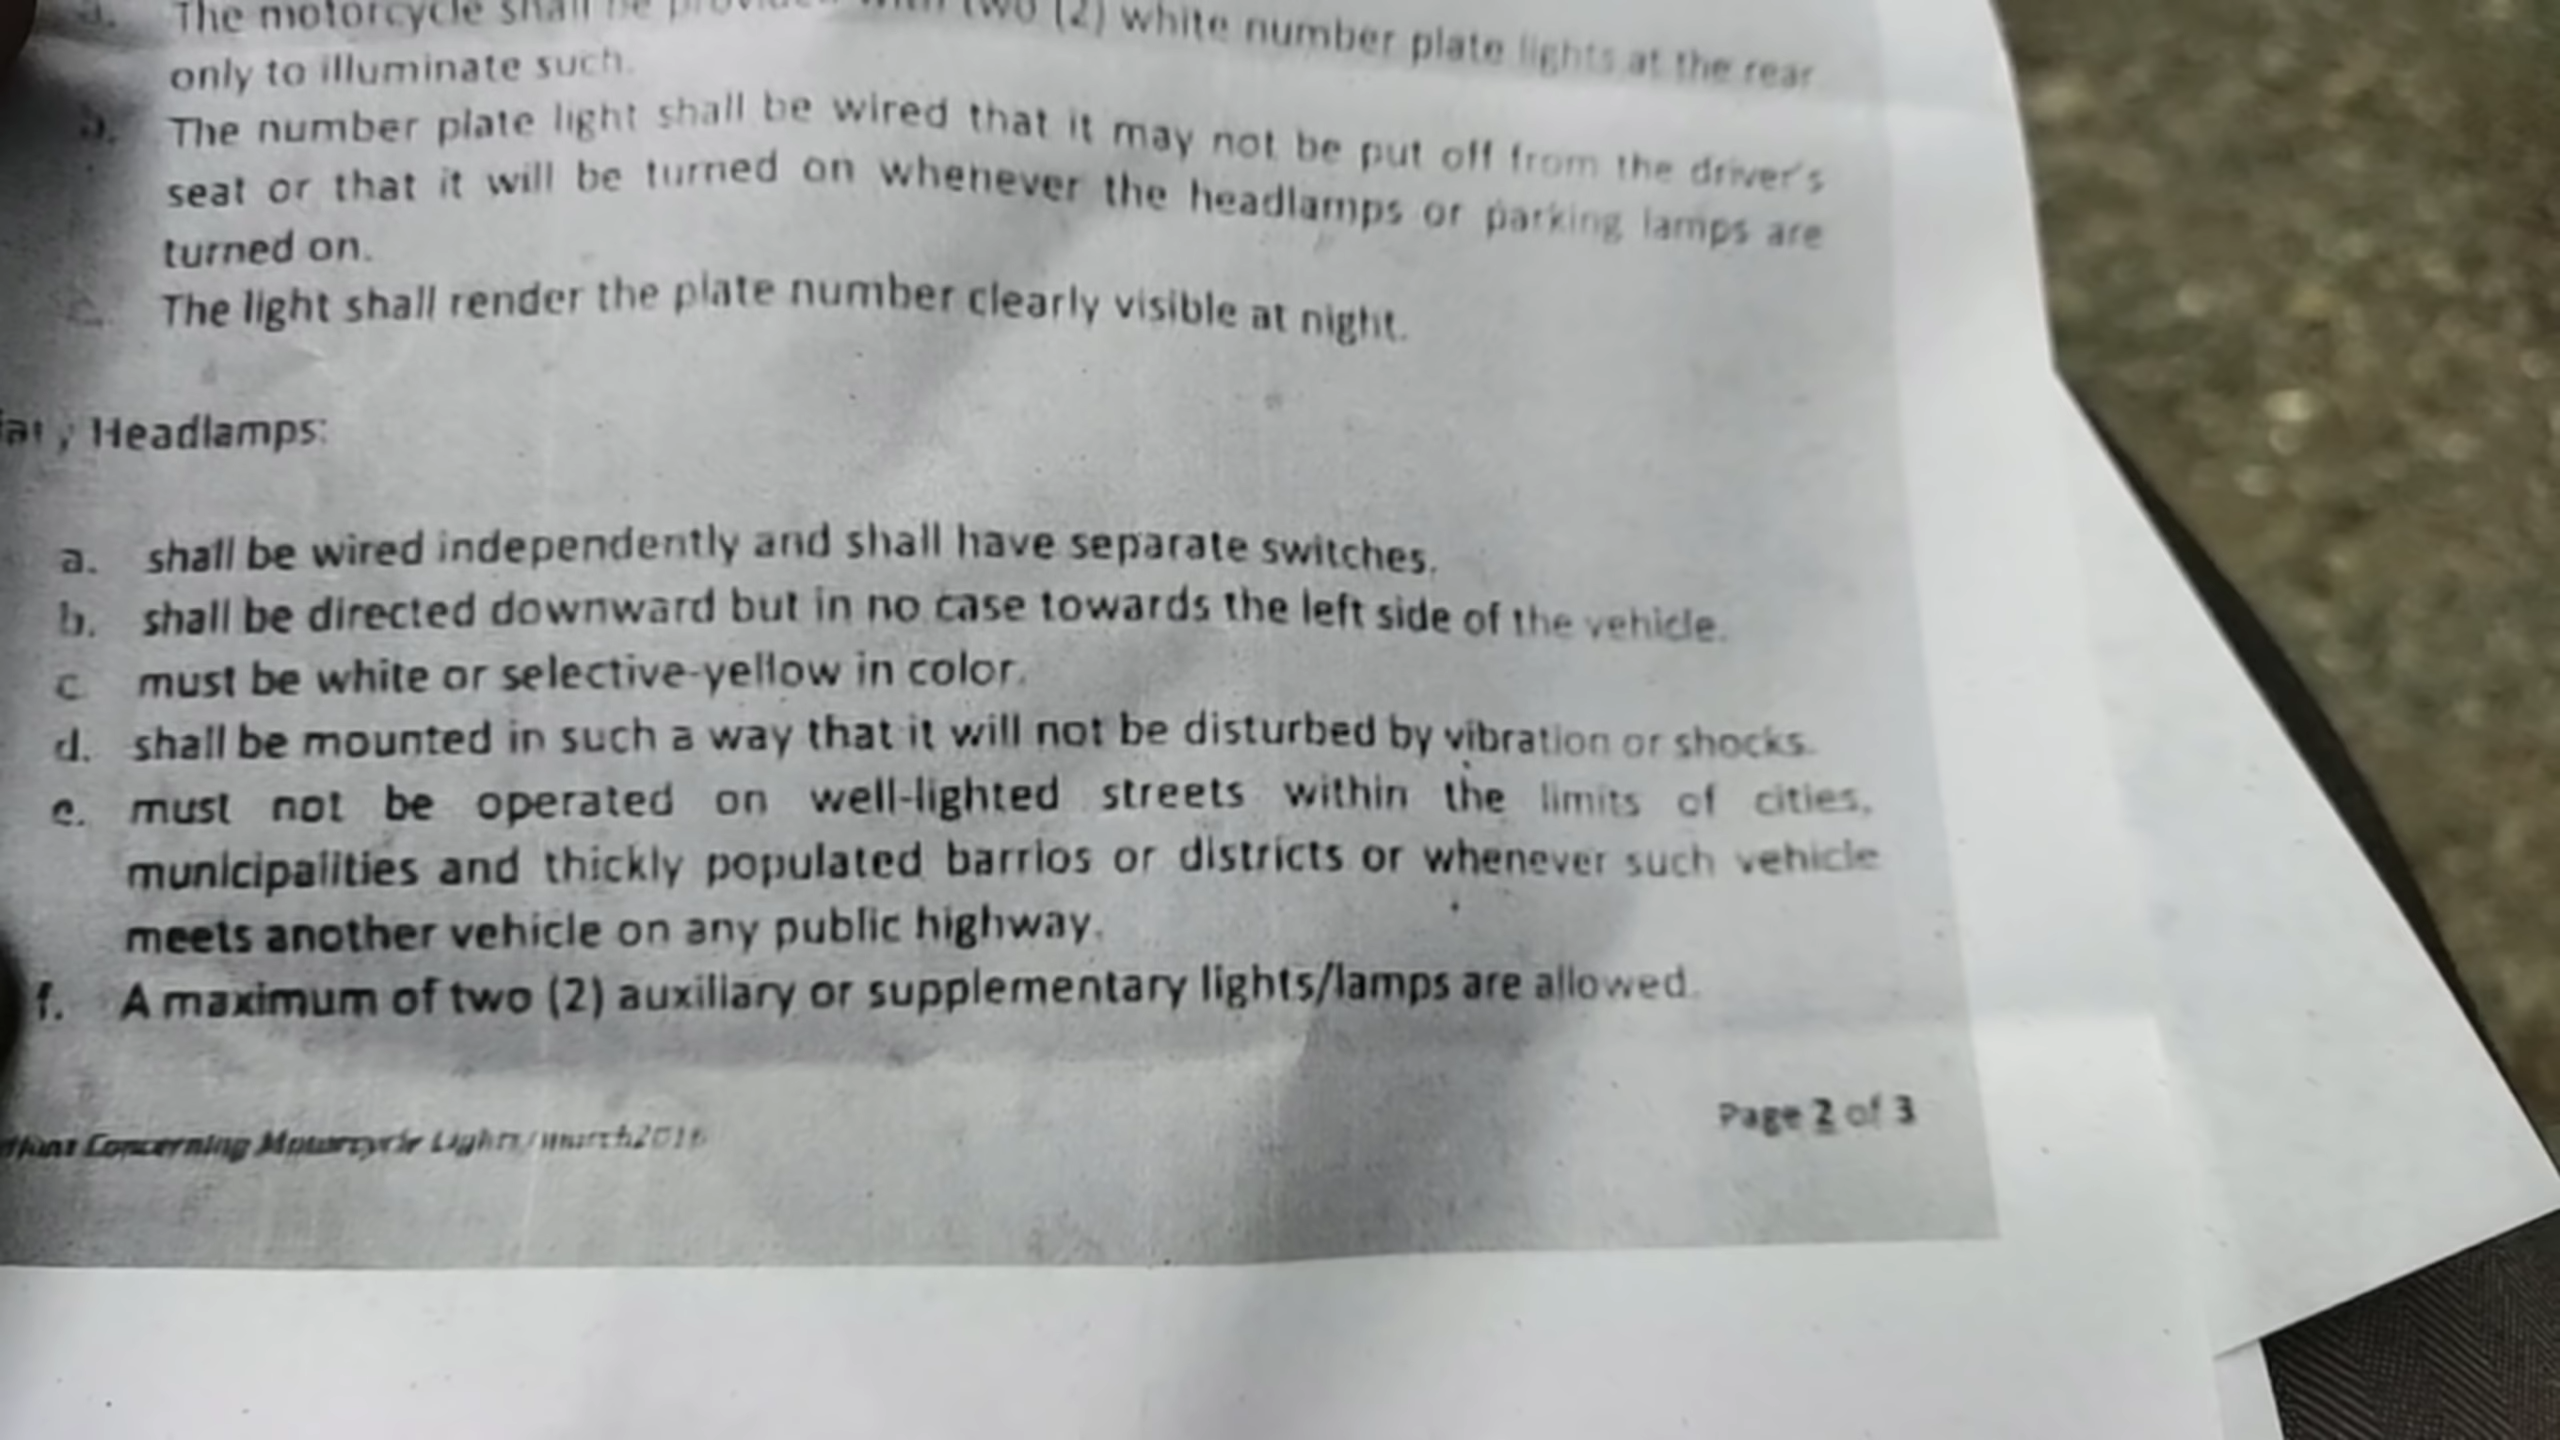 a. The motorcycle shall be provided with two (2) white number plate lights at the rear
only to illuminate such.
b. The number plate light shall be wired that it may not be put off from the driver's
seat or that it will be turned on whenever the headlamps or parking lamps are
turned on.
c. The light shall render the plate number clearly visible at night.
Headlamps:
a. shall be wired independently and shall have separate switches.
b. shall be directed downward but in no case towards the left side of the vehicle.
c must be white or selective-yellow in color.
d. shall be mounted in such a way that it will not be disturbed by vibration or shocks.
e. must not be operated on well-lighted streets within the limits of cities,
municipalities and thickly populated barrios or districts or whenever such vehicle
meets another vehicle on any public highway.
f. A maximum of two (2) auxiliary or supplementary lights/lamps are allowed.
Page 2 of 3
Concerning Motorcycle Lights/march2016